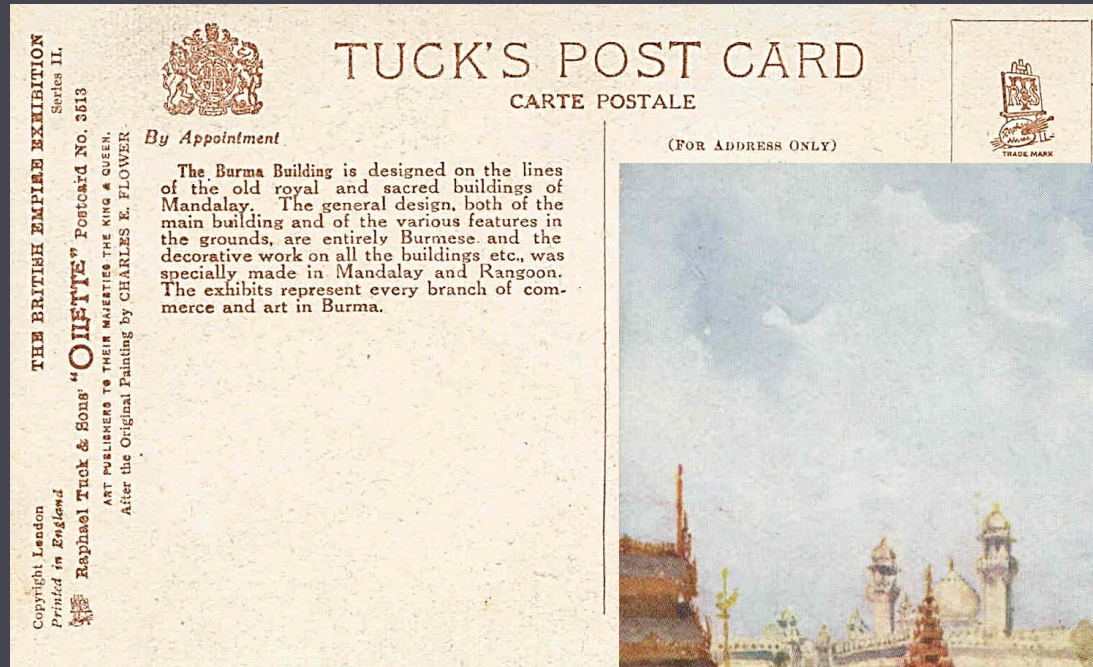 TUCK'S POST CARD
CARTE POSTALE
By Appointment
(FOR ADDRESS ONLY)
TRADE MARK
The Burma Building is designed on the lines
of the old royal and sacred buildings of
Mandalay. The general design, both of the
main building and of the various features in
the grounds, are entirely Burmese and the
decorative work on all the buildings etc., was
specially made in Mandalay and Rangoon.
The exhibits represent every branch of com-
merce and art in Burma.
THE BRITISH EMPIRE EXHIBITION
Series II.
Copyright London
Printed in England
Raphael Tuck & Sons' "OILETTE" Postcard No. 3513
ART PUBLISHERS TO THEIR MAJESTIES THE KING & QUEEN.
After the Original Painting by CHARLES E. FLOWER